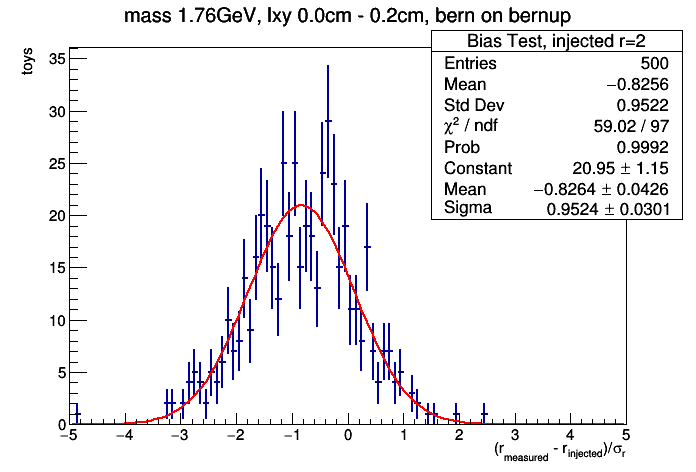 mass 1.76GeV, lxy 0.0cm - 0.2cm, bern on bernup
Bias Test, injected r=2
Entries 500
Mean −0.8256
Std Dev 0.9522
χ² / ndf 59.02 / 97
Prob 0.9992
Constant 20.95 ± 1.15
Mean −0.8264 ± 0.0426
Sigma 0.9524 ± 0.0301
toys
35
30
25
20
15
10
5
0
−5 −4 −3 −2 −1 0 1 2 3 4 5
(r_measured - r_injected)/σ_r